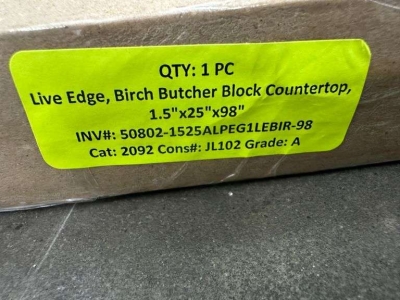 QTY: 1 PC
Live Edge, Birch Butcher Block Countertop,
1.5"x25"x98"
INV#: 50802-1525ALPEG1LEBIR-98
Cat: 2092 Cons#: JL102 Grade: A